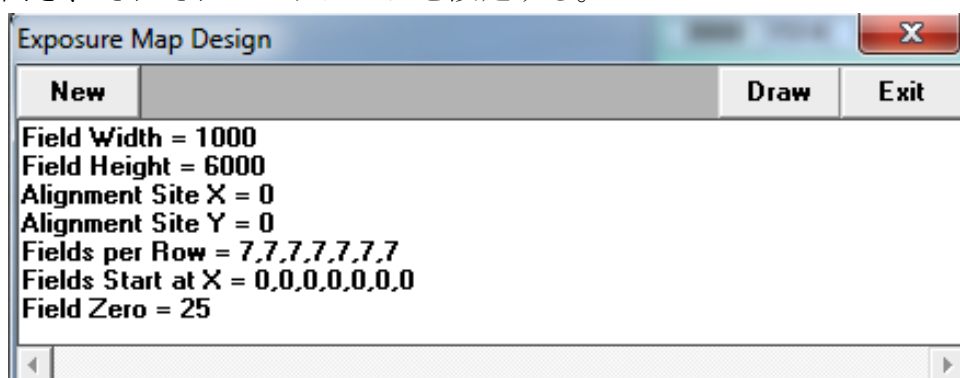 Exposure Map Design
New Draw Exit
Field Width = 1000
Field Height = 6000
Alignment Site X = 0
Alignment Site Y = 0
Fields per Row = 7,7,7,7,7,7,7
Fields Start at X = 0,0,0,0,0,0,0
Field Zero = 25